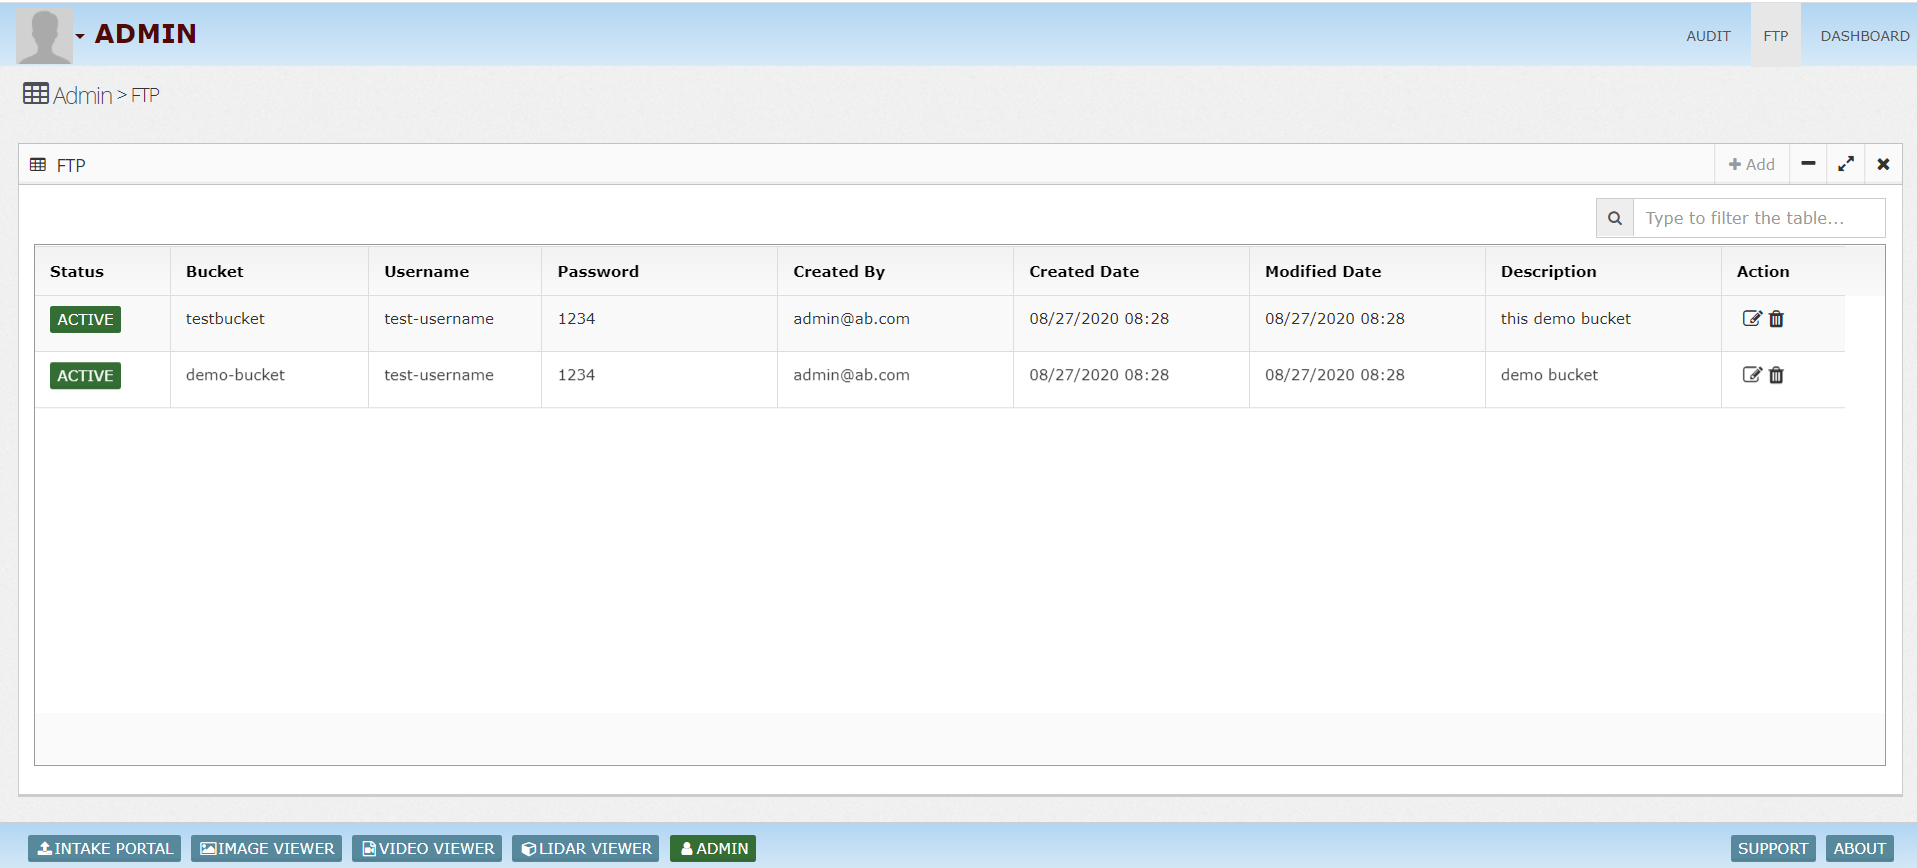 ADMIN AUDIT FTP DASHBOARD
Admin > FTP
FTP Add
Type to filter the table...
Status Bucket Username Password Created By Created Date Modified Date Description Action
ACTIVE testbucket test-username 1234 admin@ab.com 08/27/2020 08:28 08/27/2020 08:28 this demo bucket
ACTIVE demo-bucket test-username 1234 admin@ab.com 08/27/2020 08:28 08/27/2020 08:28 demo bucket
INTAKE PORTAL IMAGE VIEWER VIDEO VIEWER LIDAR VIEWER ADMIN SUPPORT ABOUT